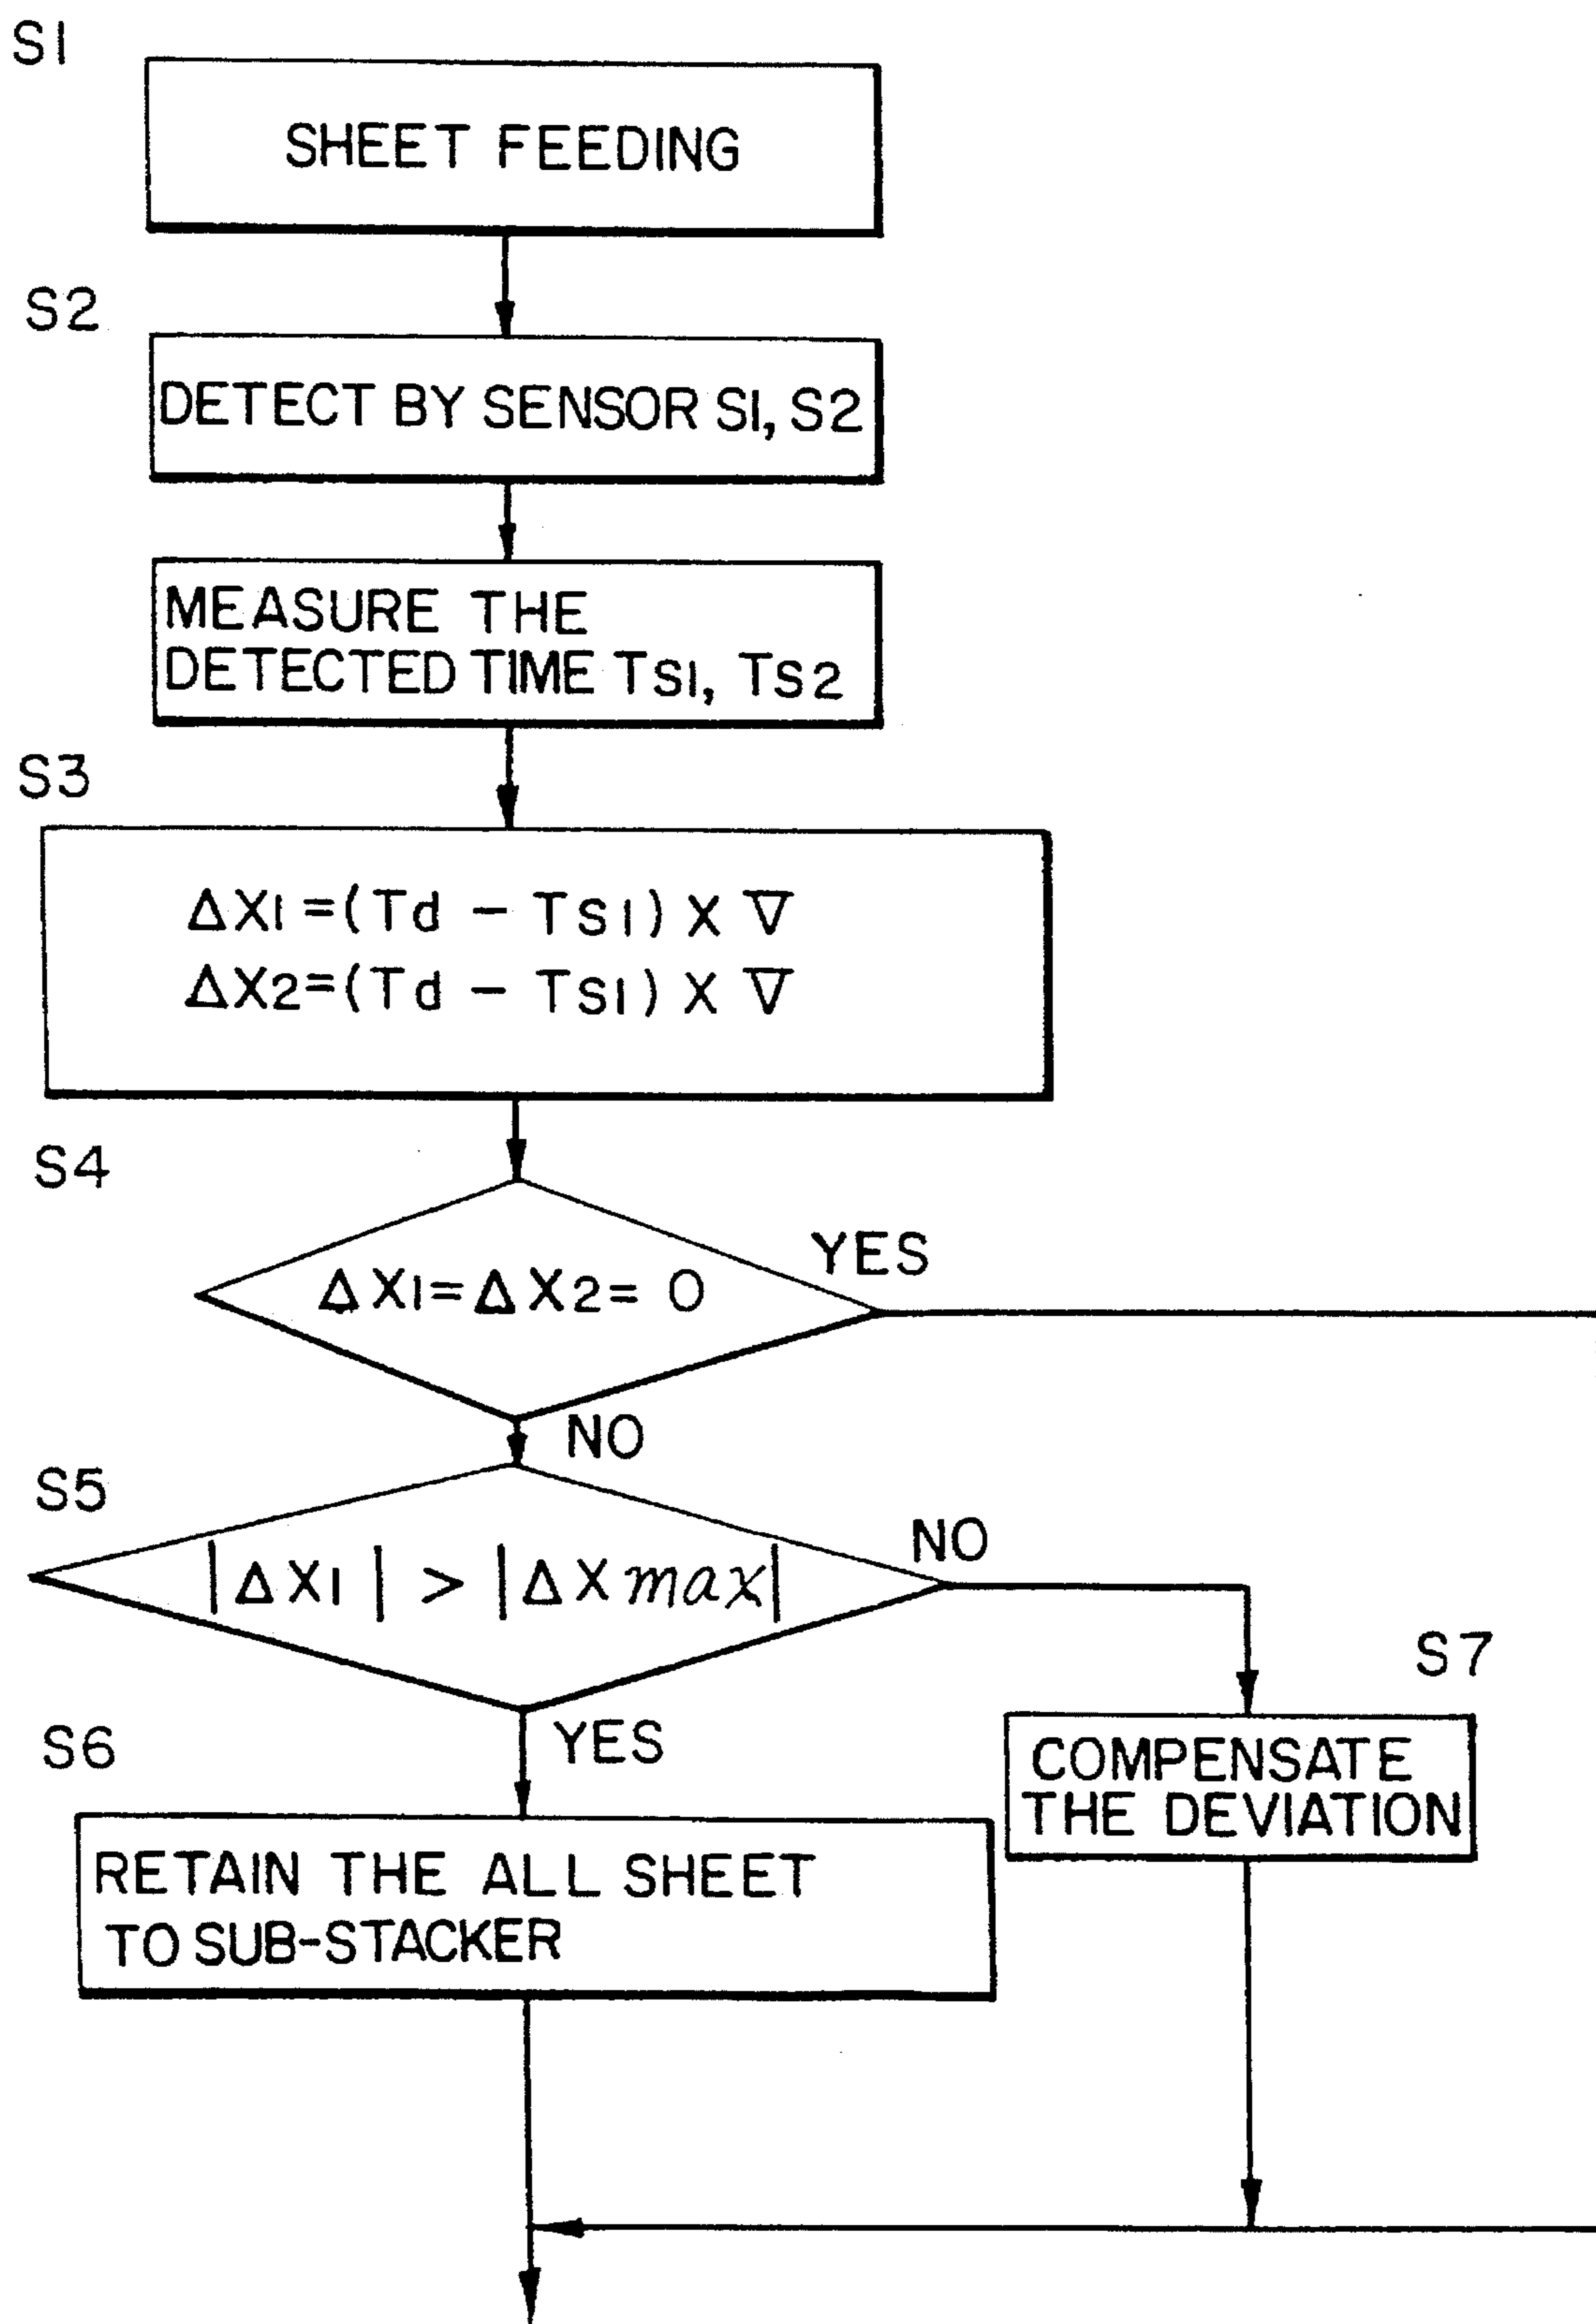 S1
SHEET FEEDING
S2
DETECT BY SENSOR S1, S2
MEASURE THE
DETECTED TIME TS1, TS2
S3
ΔX1=(Td - TS1) X ∇
ΔX2=(Td - TS1) X ∇
S4
ΔX1=ΔX2= 0
YES
NO
S5
|ΔX1| > |ΔX max|
NO
S7
COMPENSATE
THE DEVIATION
S6
YES
RETAIN THE ALL SHEET
TO SUB-STACKER